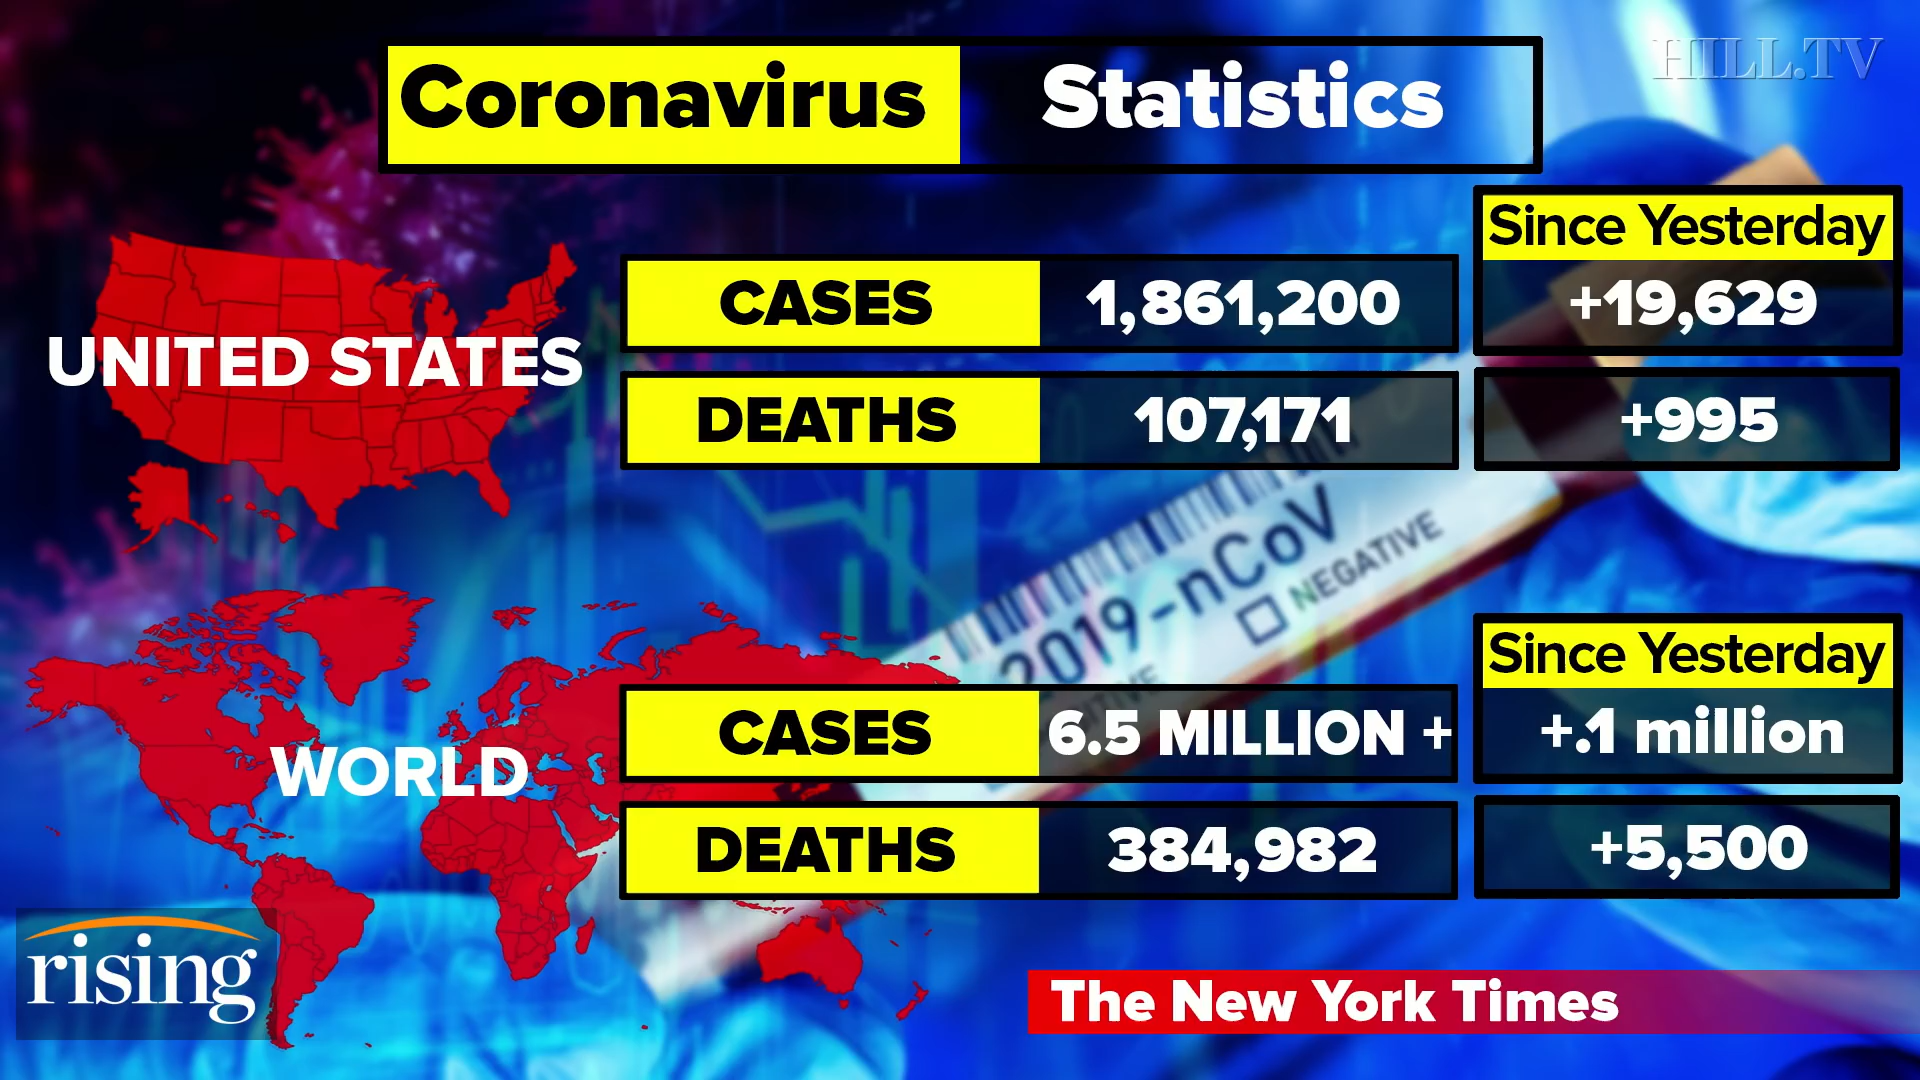 HILL.TV
Coronavirus Statistics
Since Yesterday
UNITED STATES
CASES 1,861,200 +19,629
DEATHS 107,171 +995
2019-nCoV
NEGATIVE
Since Yesterday
WORLD
CASES 6.5 MILLION + +.1 million
DEATHS 384,982 +5,500
rising
The New York Times